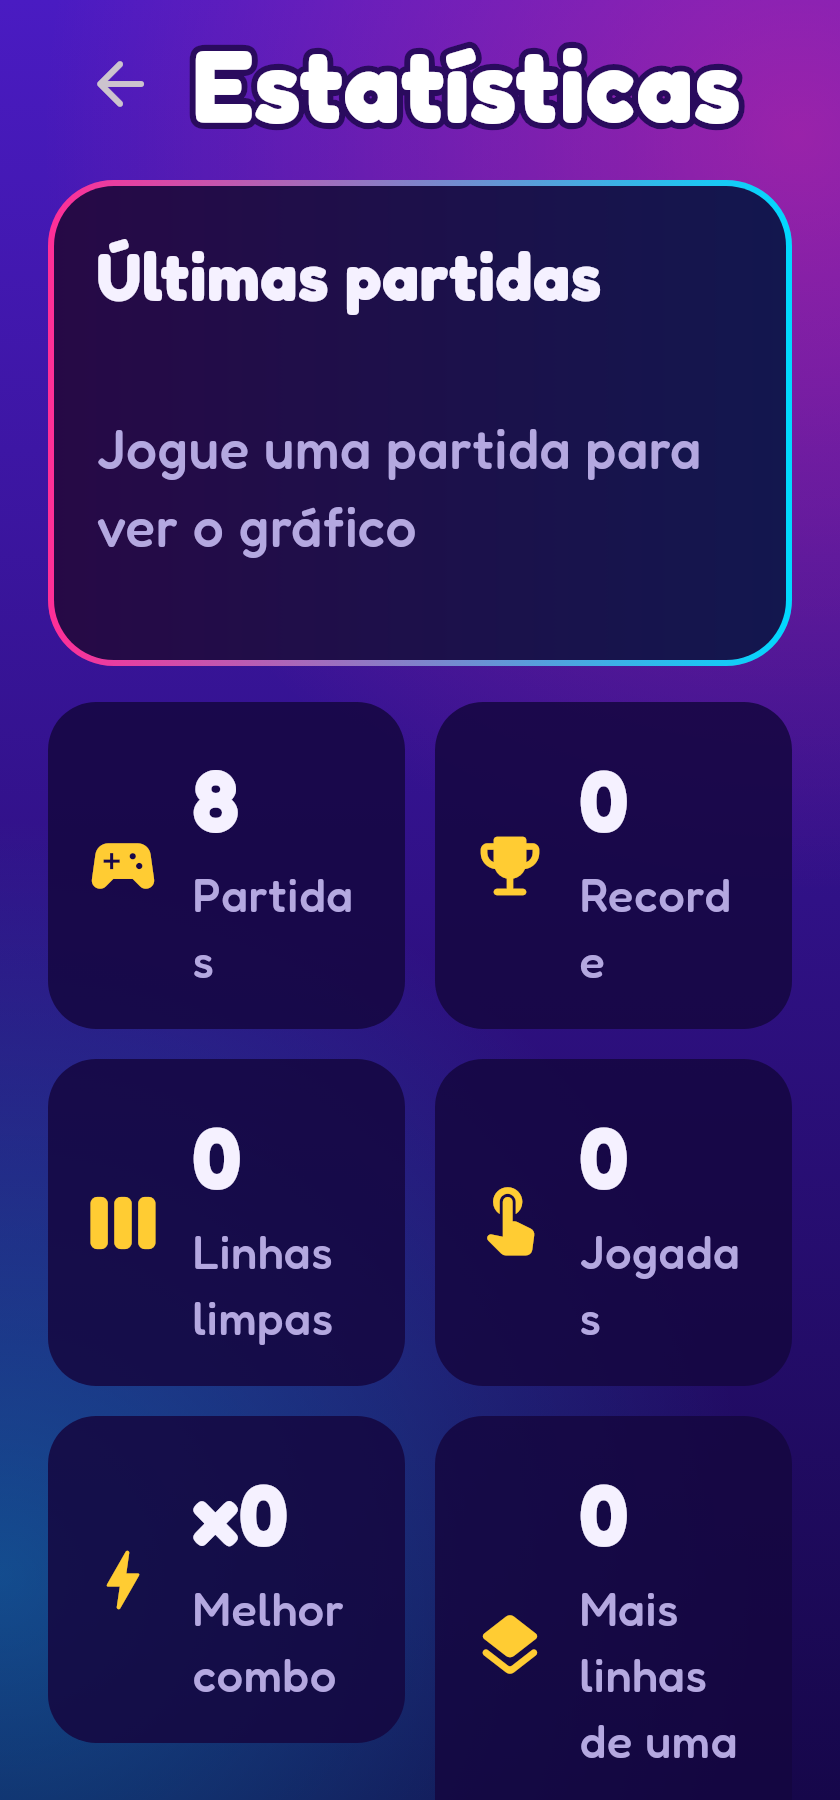 Estatísticas
Últimas partidas
Jogue uma partida para
ver o gráfico
8
Partida
s
0
Record
e
0
Linhas
limpas
0
Jogada
s
x0
Melhor
combo
0
Mais
linhas
de uma